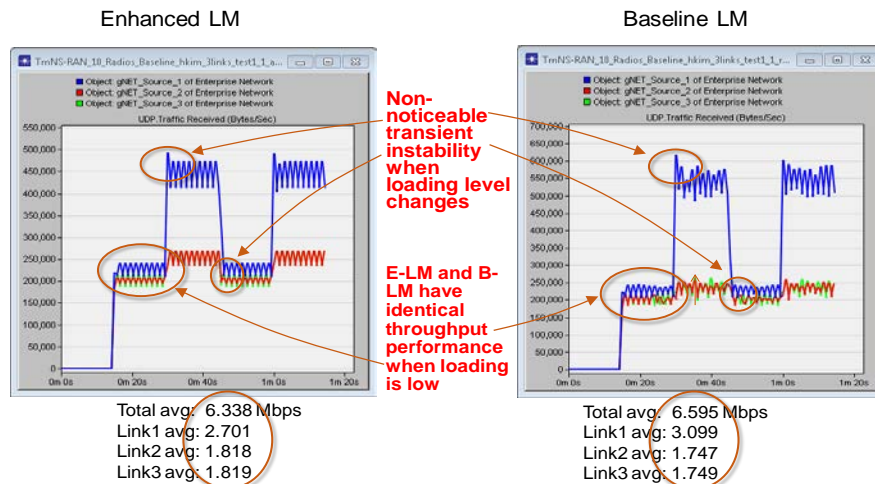 Enhanced LM
Baseline LM
TmNS-RAN_18_Radios_Baseline_hkim_3links_test1_1_a...
Object: gNET_Source_1 of Enterprise Network
Object: gNET_Source_2 of Enterprise Network
Object: gNET_Source_3 of Enterprise Network
UDP.Traffic Received (Bytes/Sec)
550,000
500,000
450,000
400,000
350,000
300,000
250,000
200,000
150,000
100,000
50,000
0
0m 0s
0m 20s
0m 40s
1m 0s
1m 20s
Non-
noticeable
transient
instability
when
loading level
changes
E-LM and B-
LM have
identical
throughput
performance
when loading
is low
TmNS-RAN_18_Radios_Baseline_hkim_3links_test1_1_r...
Object: gNET_Source_1 of Enterprise Network
Object: gNET_Source_2 of Enterprise Network
Object: gNET_Source_3 of Enterprise Network
UDP.Traffic Received (Bytes/Sec)
700,000
650,000
600,000
550,000
500,000
450,000
400,000
350,000
300,000
250,000
200,000
150,000
100,000
50,000
0
0m 0s
0m 20s
0m 40s
1m 0s
1m 20s
Total avg: 6.338 Mbps
Link1 avg: 2.701
Link2 avg: 1.818
Link3 avg: 1.819
Total avg: 6.595 Mbps
Link1 avg: 3.099
Link2 avg: 1.747
Link3 avg: 1.749